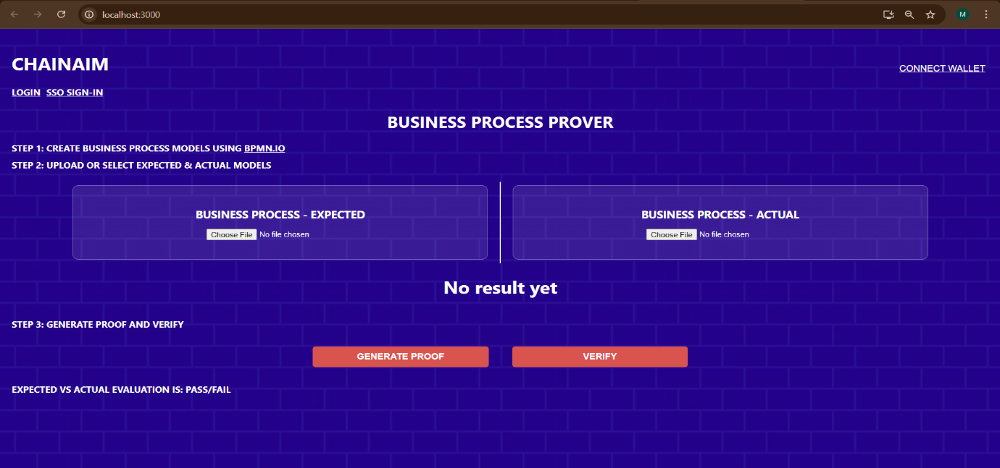 localhost:3000
M
CHAINAIM
CONNECT WALLET
LOGIN SSO SIGN-IN
BUSINESS PROCESS PROVER
STEP 1: CREATE BUSINESS PROCESS MODELS USING BPMN.IO
STEP 2: UPLOAD OR SELECT EXPECTED & ACTUAL MODELS
BUSINESS PROCESS - EXPECTED
Choose File No file chosen
BUSINESS PROCESS - ACTUAL
Choose File No file chosen
No result yet
STEP 3: GENERATE PROOF AND VERIFY
GENERATE PROOF
VERIFY
EXPECTED VS ACTUAL EVALUATION IS: PASS/FAIL